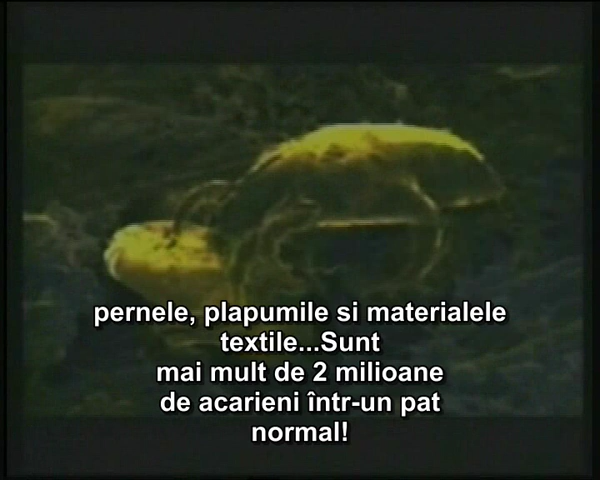 pernele, plapumile si materialele
textile...Sunt
mai mult de 2 milioane
de acarieni într-un pat
normal!